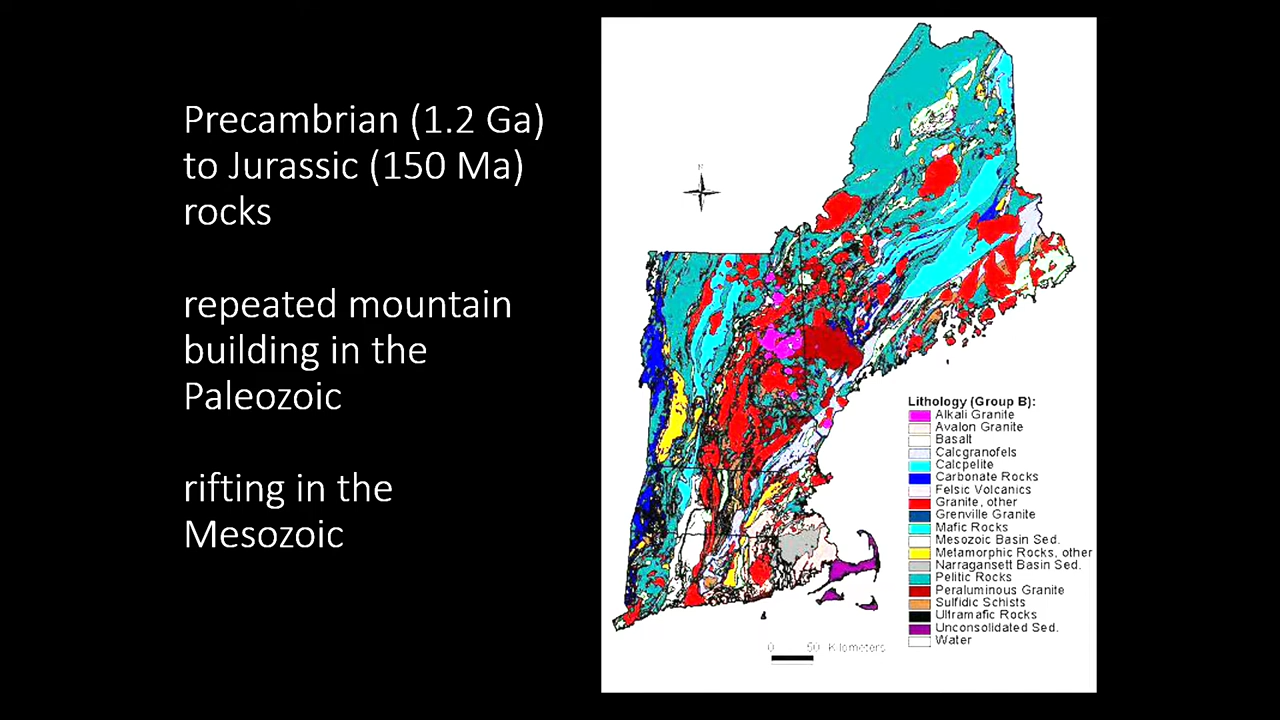 Precambrian (1.2 Ga)
to Jurassic (150 Ma)
rocks
repeated mountain
building in the
Paleozoic
rifting in the
Mesozoic
N
Lithology (Group B):
Alkali Granite
Avalon Granite
Basalt
Calcgranofels
Calcpelite
Carbonate Rocks
Felsic Volcanics
Granite, other
Grenville Granite
Mafic Rocks
Mesozoic Basin Sed.
Metamorphic Rocks, other
Narragansett Basin Sed.
Pelitic Rocks
Peraluminous Granite
Sulfidic Schists
Ultramafic Rocks
Unconsolidated Sed.
Water
0 50 Kilometers